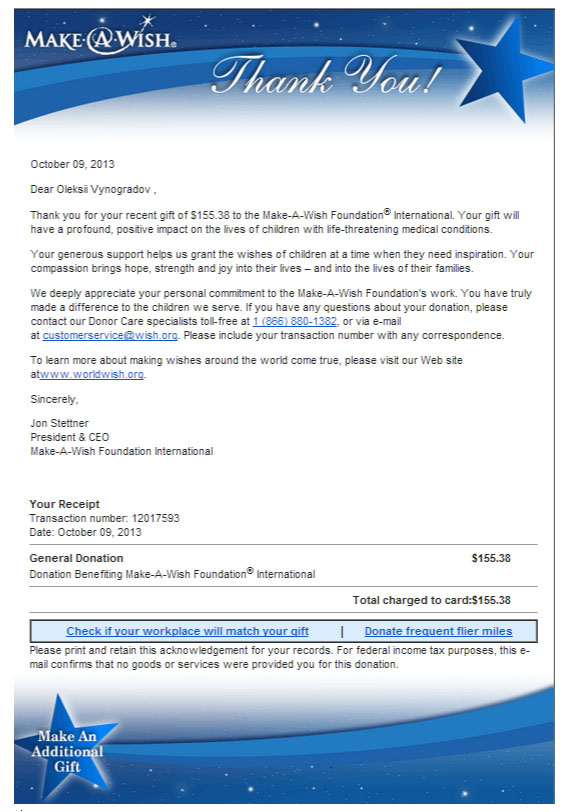 MAKE·A·WISH®
Thank You!
October 09, 2013
Dear Oleksii Vynogradov ,
Thank you for your recent gift of $155.38 to the Make-A-Wish Foundation® International. Your gift will
have a profound, positive impact on the lives of children with life-threatening medical conditions.
Your generous support helps us grant the wishes of children at a time when they need inspiration. Your
compassion brings hope, strength and joy into their lives – and into the lives of their families.
We deeply appreciate your personal commitment to the Make-A-Wish Foundation's work. You have truly
made a difference to the children we serve. If you have any questions about your donation, please
contact our Donor Care specialists toll-free at 1 (866) 880-1382, or via e-mail
at customerservice@wish.org. Please include your transaction number with any correspondence.
To learn more about making wishes around the world come true, please visit our Web site
atwww.worldwish.org.
Sincerely,
Jon Stettner
President & CEO
Make-A-Wish Foundation International
Your Receipt
Transaction number: 12017593
Date: October 09, 2013
General Donation $155.38
Donation Benefiting Make-A-Wish Foundation® International
Total charged to card:$155.38
Check if your workplace will match your gift | Donate frequent flier miles
Please print and retain this acknowledgement for your records. For federal income tax purposes, this e-
mail confirms that no goods or services were provided you for this donation.
Make An
Additional
Gift